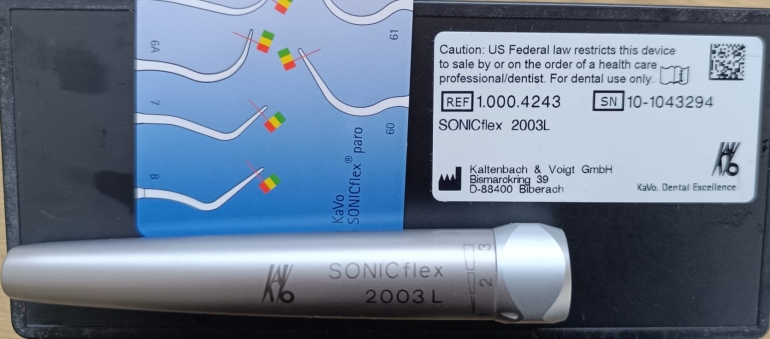 6A
7
8
61
60
KaVo
SONICflex® paro
Caution: US Federal law restricts this device
to sale by or on the order of a health care
professional/dentist. For dental use only.
REF 1.000.4243 SN 10-1043294
SONICflex 2003L
Kaltenbach & Voigt GmbH
Bismarckring 39
D-88400 Biberach
KaVo
KaVo. Dental Excellence
KaVo
SONICflex
2003 L
1 2 3